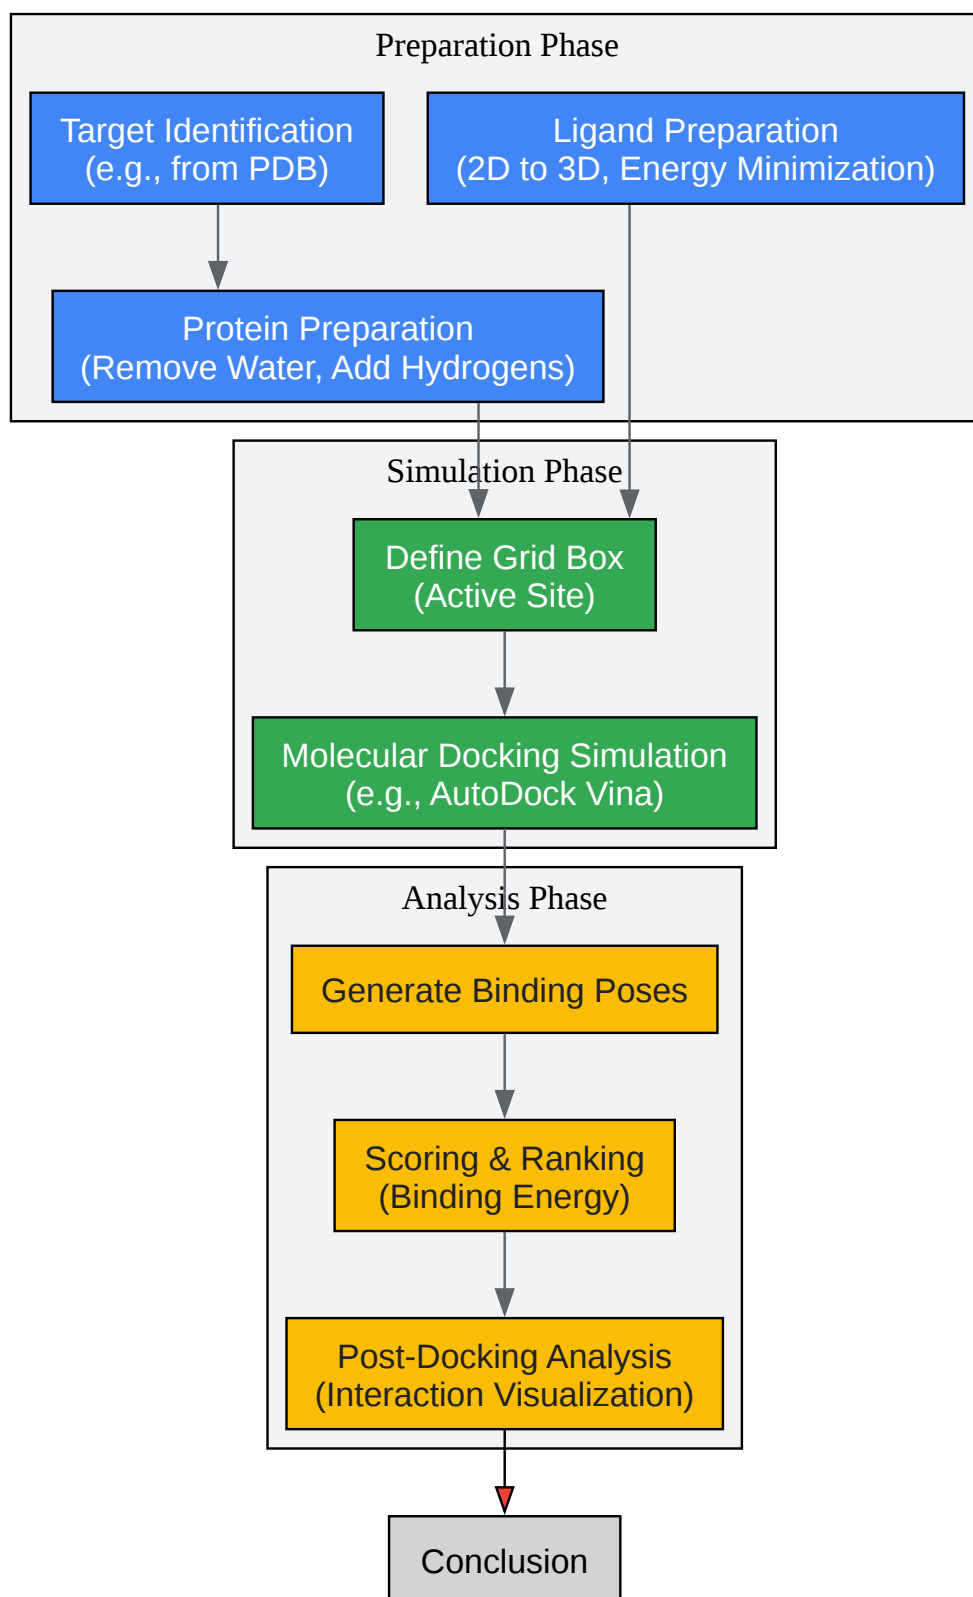 Preparation Phase
Target Identification
(e.g., from PDB)
Ligand Preparation
(2D to 3D, Energy Minimization)
Protein Preparation
(Remove Water, Add Hydrogens)
Simulation Phase
Define Grid Box
(Active Site)
Molecular Docking Simulation
(e.g., AutoDock Vina)
Analysis Phase
Generate Binding Poses
Scoring & Ranking
(Binding Energy)
Post-Docking Analysis
(Interaction Visualization)
Conclusion